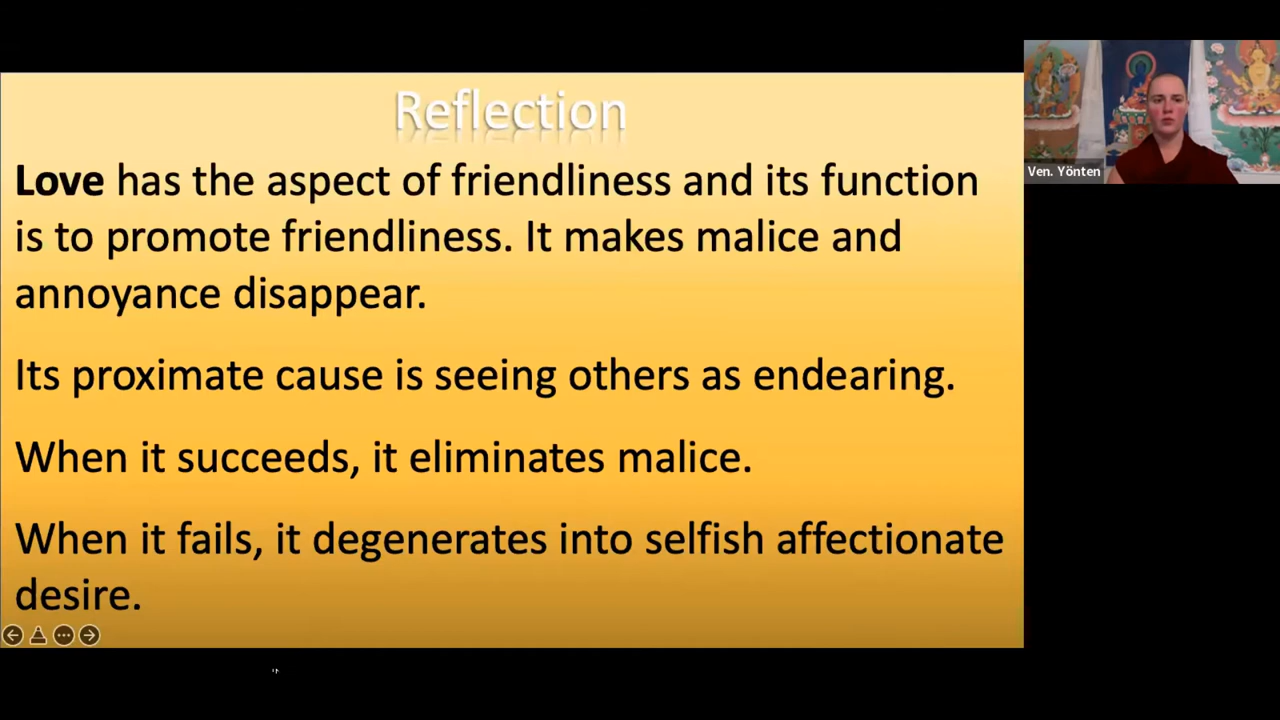 Reflection
Love has the aspect of friendliness and its function
is to promote friendliness. It makes malice and
annoyance disappear.
Its proximate cause is seeing others as endearing.
When it succeeds, it eliminates malice.
When it fails, it degenerates into selfish affectionate
desire.
Ven. Yönten